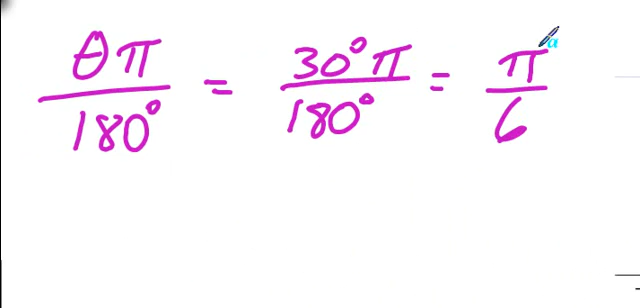 θπ/180° = 30°π/180° = π/6